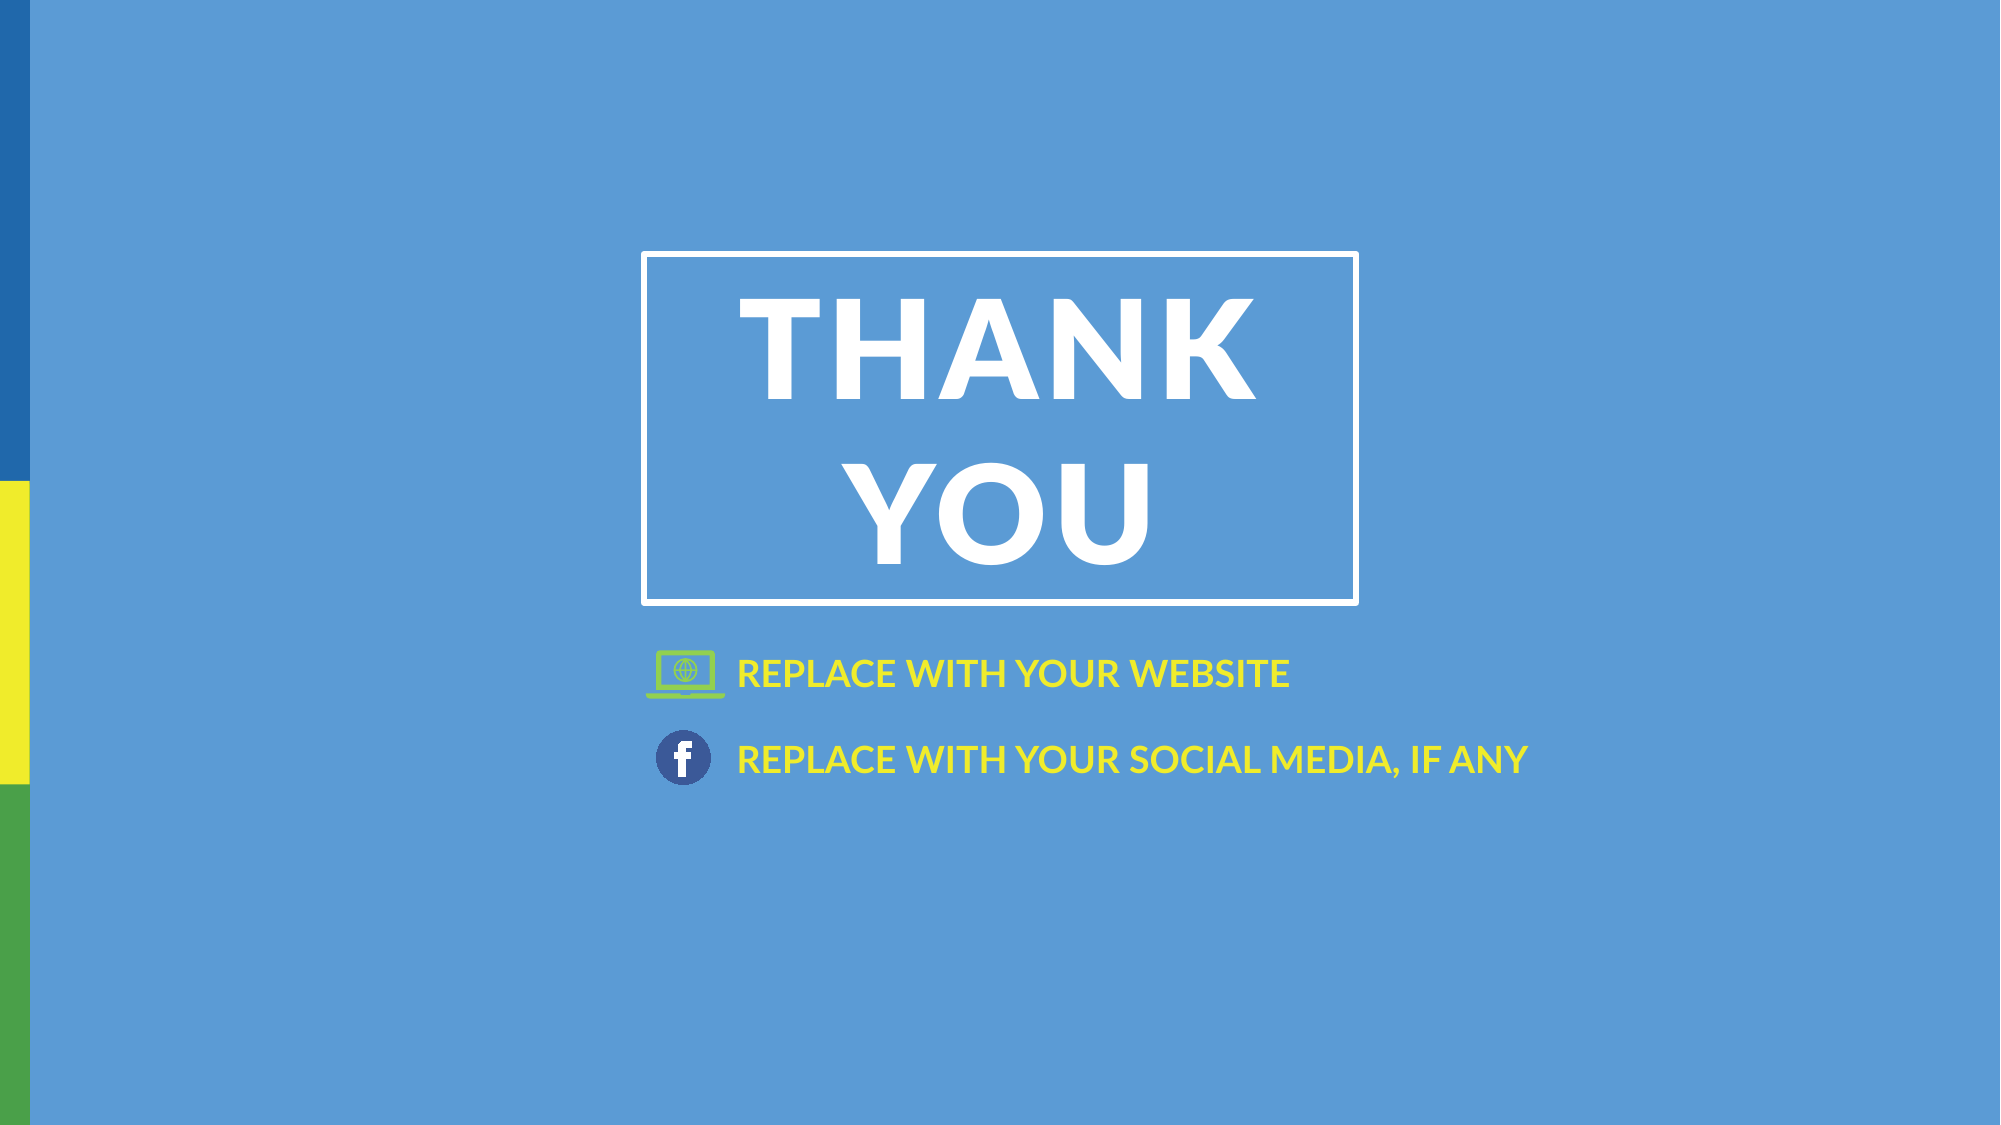 THANK
YOU
REPLACE WITH YOUR WEBSITE
REPLACE WITH YOUR SOCIAL MEDIA, IF ANY